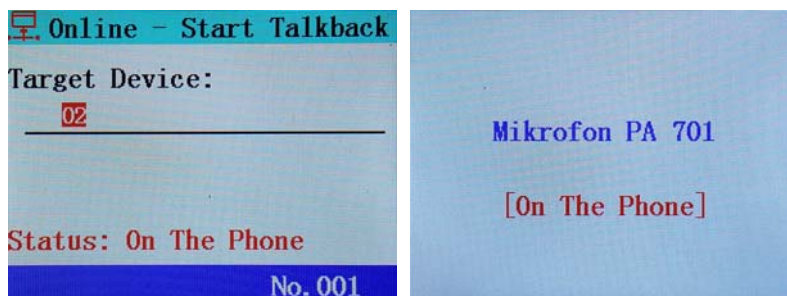 Online - Start Talkback
Target Device:
02
Status: On The Phone
No. 001
Mikrofon PA 701
[On The Phone]